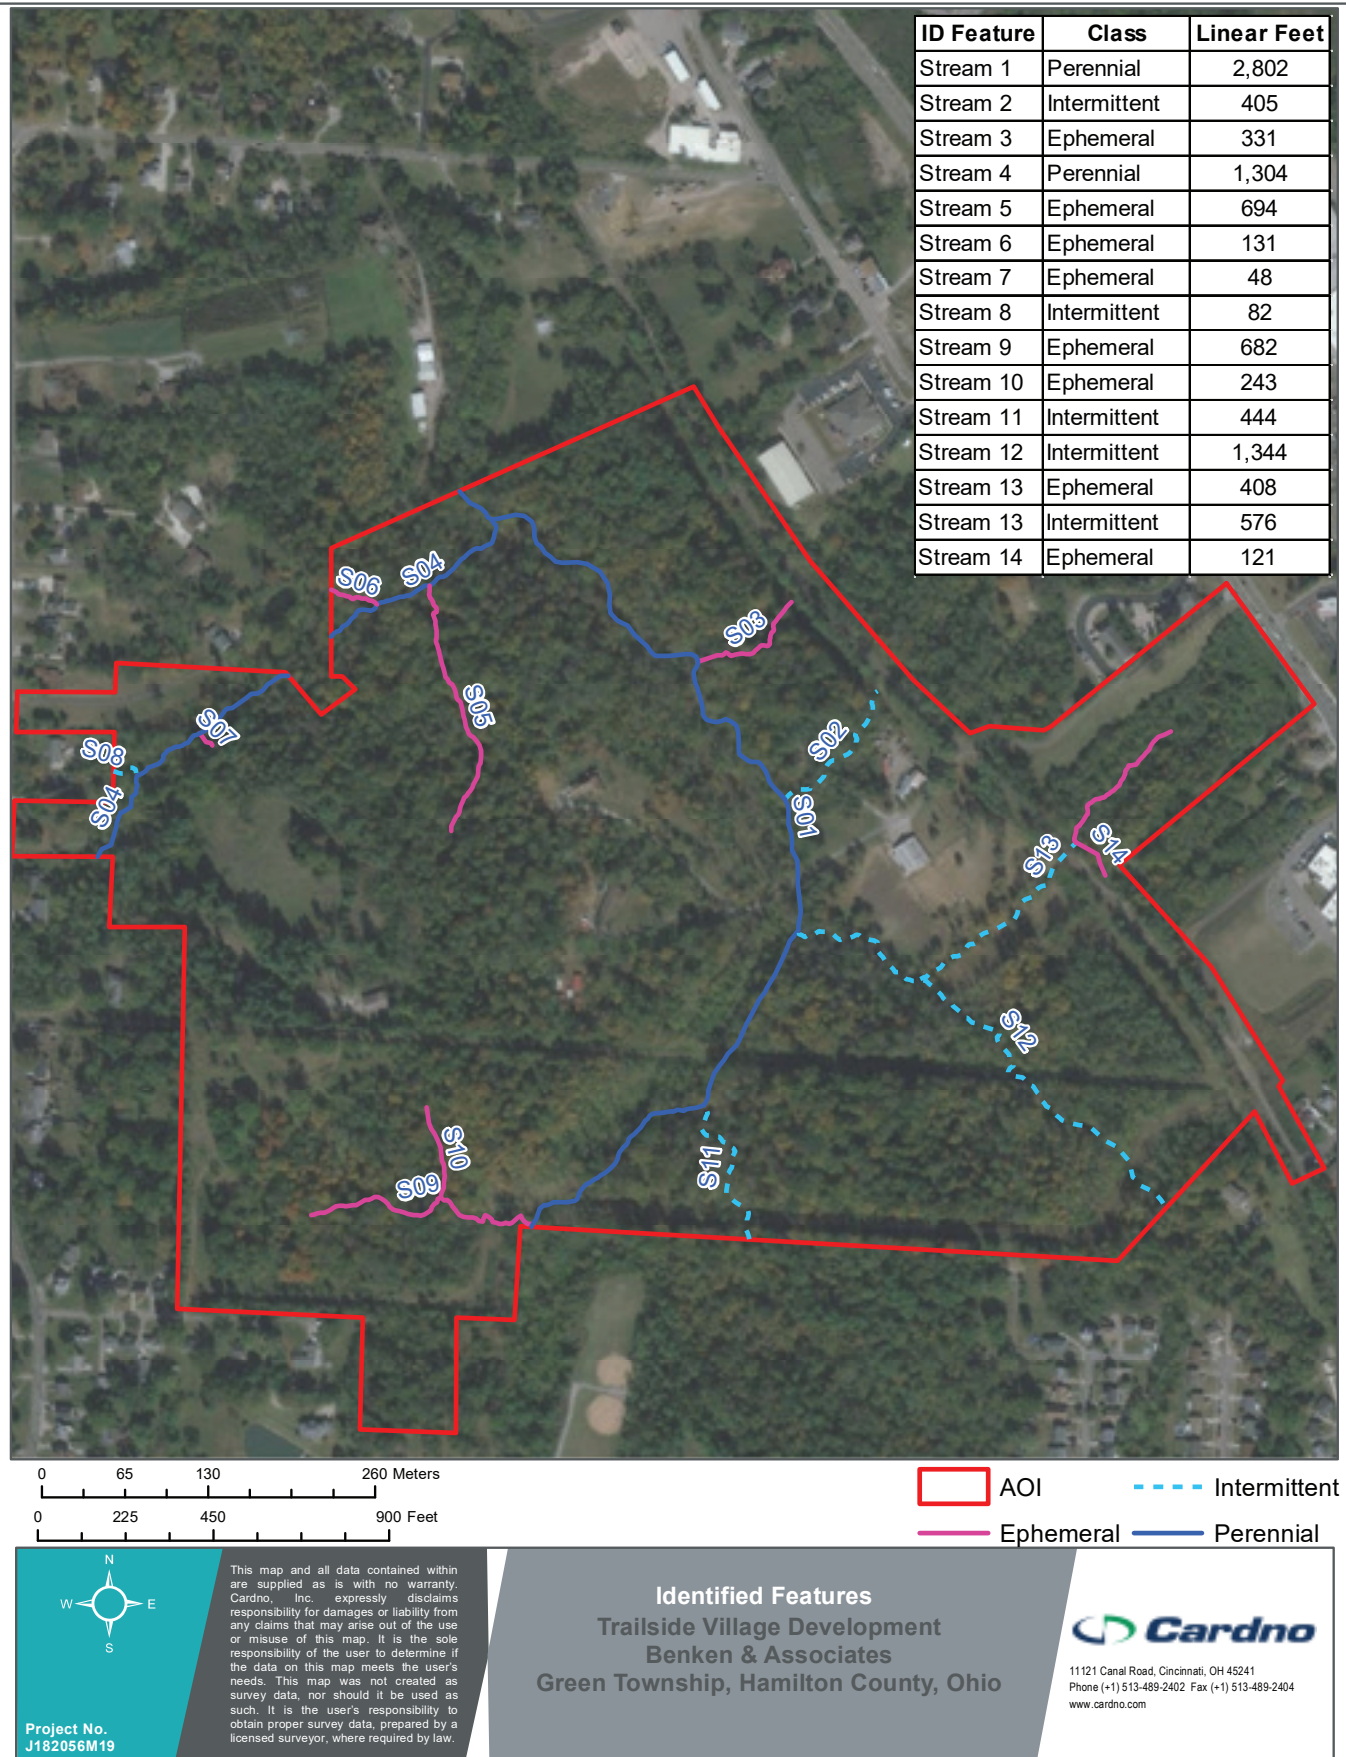 ID Feature Class Linear Feet
Stream 1 Perennial 2,802
Stream 2 Intermittent 405
Stream 3 Ephemeral 331
Stream 4 Perennial 1,304
Stream 5 Ephemeral 694
Stream 6 Ephemeral 131
Stream 7 Ephemeral 48
Stream 8 Intermittent 82
Stream 9 Ephemeral 682
Stream 10 Ephemeral 243
Stream 11 Intermittent 444
Stream 12 Intermittent 1,344
Stream 13 Ephemeral 408
Stream 13 Intermittent 576
Stream 14 Ephemeral 121
S06
S04
S03
S05
S07
S02
S08
S04
S01
S13
S14
S12
S10
S11
S09
0 65 130 260 Meters
0 225 450 900 Feet
AOI
Intermittent
Ephemeral
Perennial
N
W E
S
Project No.
J182056M19
This map and all data contained within
are supplied as is with no warranty.
Cardno, Inc. expressly disclaims
responsibility for damages or liability from
any claims that may arise out of the use
or misuse of this map. It is the sole
responsibility of the user to determine if
the data on this map meets the user's
needs. This map was not created as
survey data, nor should it be used as
such. It is the user's responsibility to
obtain proper survey data, prepared by a
licensed surveyor, where required by law.
Identified Features
Trailside Village Development
Benken & Associates
Green Township, Hamilton County, Ohio
Cardno
11121 Canal Road, Cincinnati, OH 45241
Phone (+1) 513-489-2402 Fax (+1) 513-489-2404
www.cardno.com